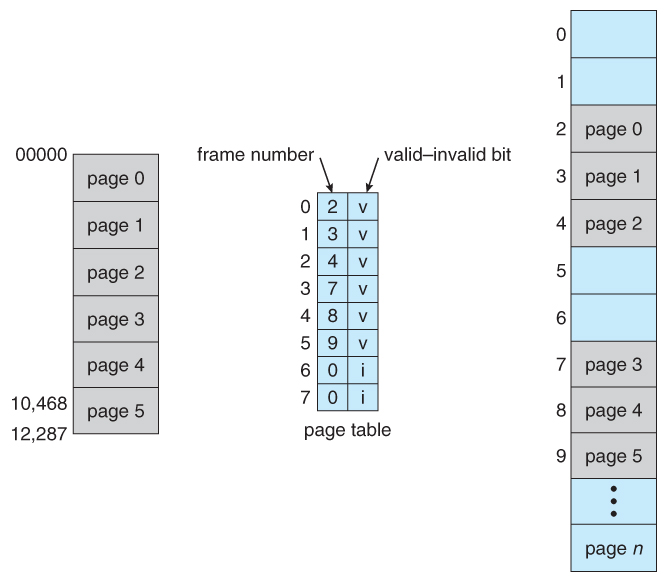 00000
page 0
page 1
page 2
page 3
page 4
page 5
10,468
12,287
frame number
valid–invalid bit
0 2 v
1 3 v
2 4 v
3 7 v
4 8 v
5 9 v
6 0 i
7 0 i
page table
0
1
2 page 0
3 page 1
4 page 2
5
6
7 page 3
8 page 4
9 page 5
page n